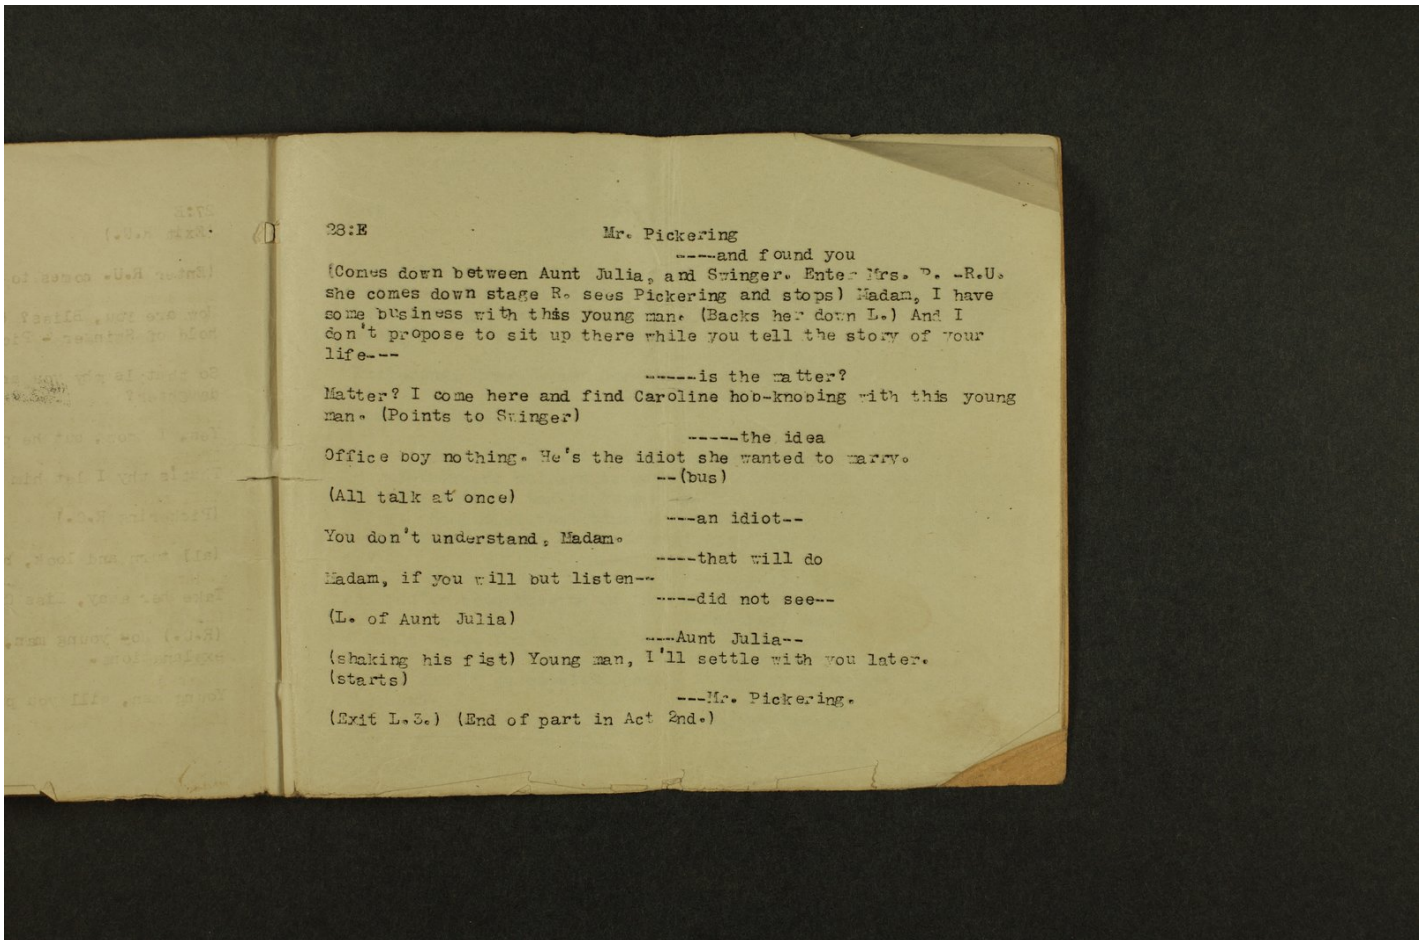 28:E Mr. Pickering
----and found you
(Comes down between Aunt Julia, and Swinger. Enter Mrs. P. -R.U.
she comes down stage R. sees Pickering and stops) Madam, I have
some business with this young man. (Backs her down L.) And I
don't propose to sit up there while you tell the story of your
life---
-----is the matter?
Matter? I come here and find Caroline hob-knobing with this young
man. (Points to Swinger)
-----the idea
Office boy nothing. He's the idiot she wanted to marry.
--(bus)
(All talk at once)
---an idiot--
You don't understand, Madam.
----that will do
Madam, if you will but listen--
----did not see--
(L. of Aunt Julia)
---Aunt Julia--
(shaking his fist) Young man, I'll settle with you later.
(starts)
---Mr. Pickering.
(Exit L.3.) (End of part in Act 2nd.)